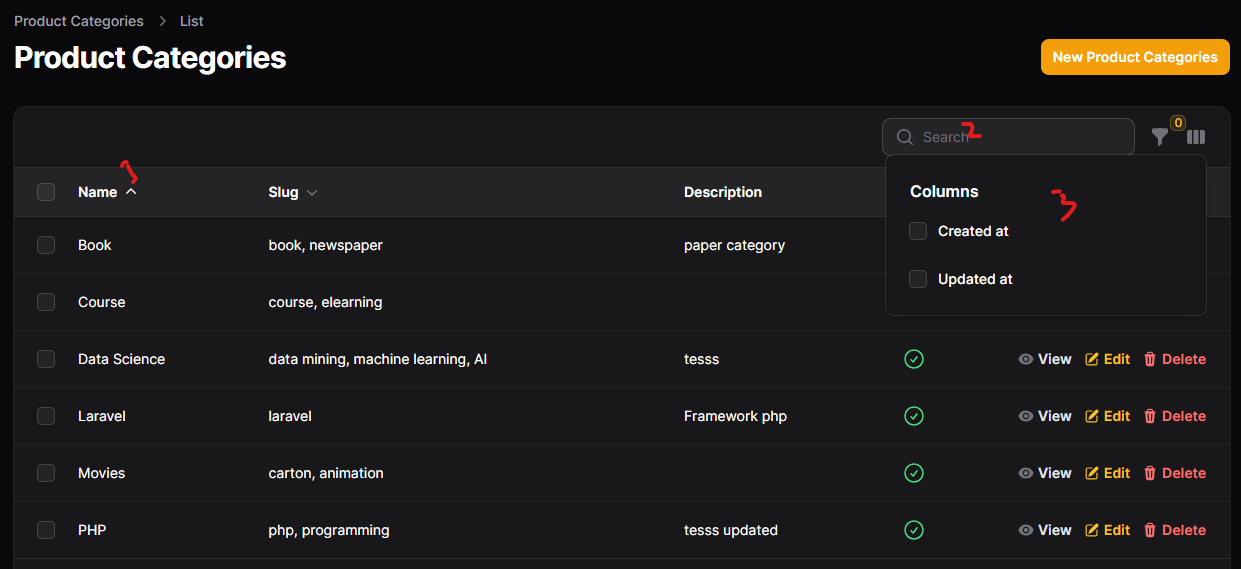 Product Categories > List
Product Categories
New Product Categories
Search
2
0
1
Name
Slug
Description
Columns
3
Created at
Updated at
Book
book, newspaper
paper category
Course
course, elearning
Data Science
data mining, machine learning, AI
tesss
View
Edit
Delete
Laravel
laravel
Framework php
View
Edit
Delete
Movies
carton, animation
View
Edit
Delete
PHP
php, programming
tesss updated
View
Edit
Delete